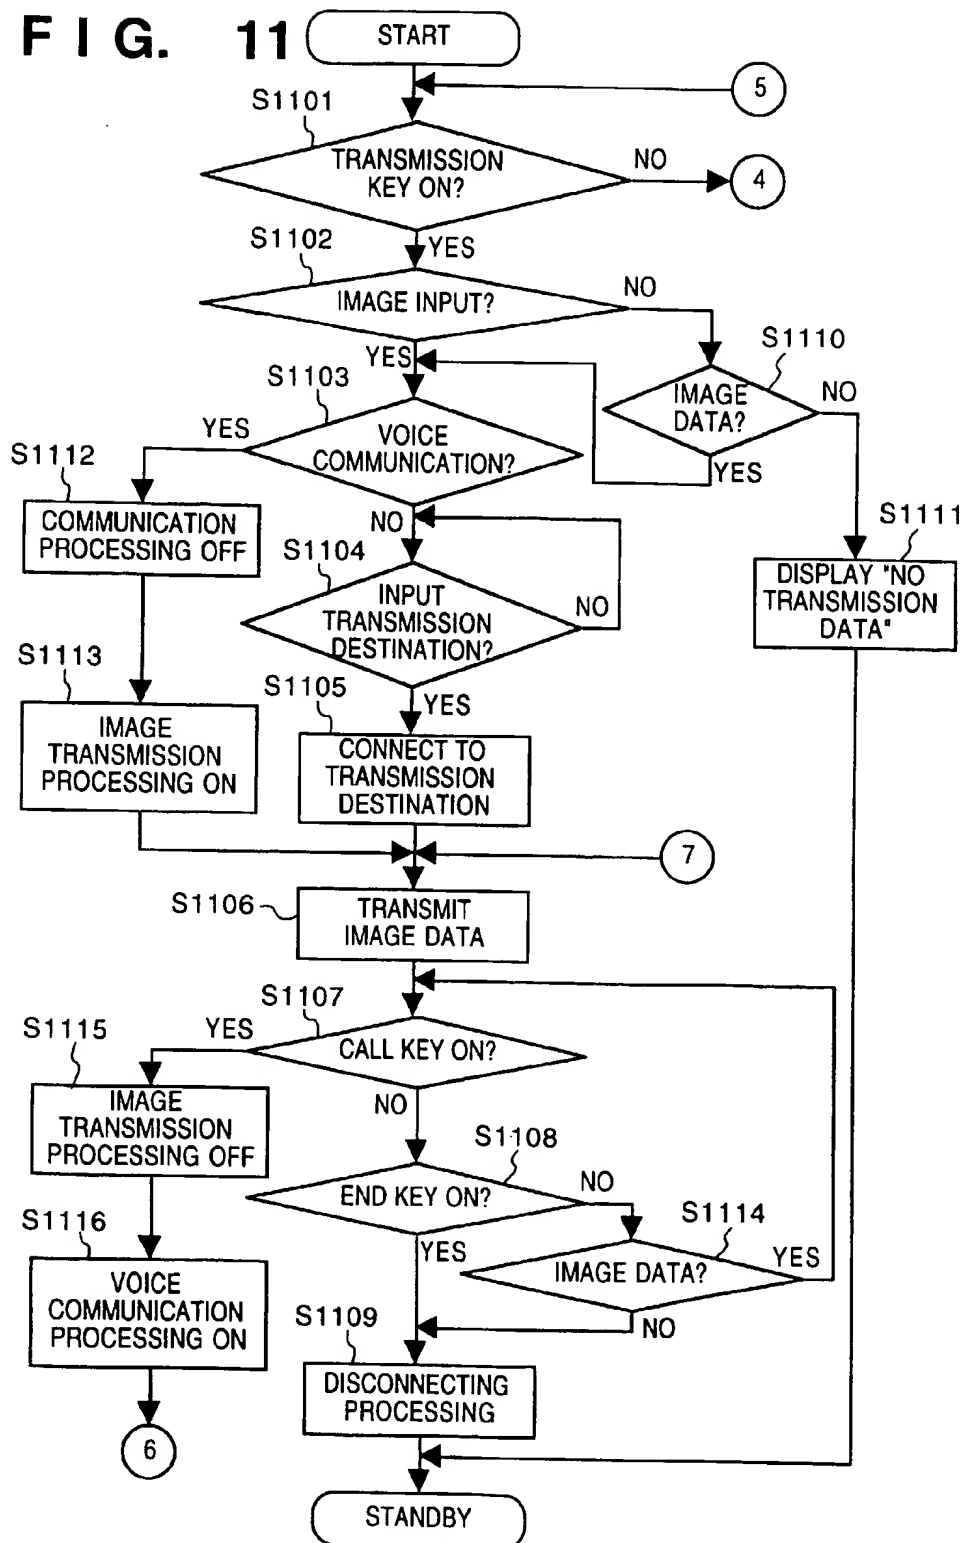 FIG. 11
START
5
S1101
TRANSMISSION
KEY ON?
NO
4
YES
S1102
IMAGE INPUT?
NO
YES
S1110
IMAGE
DATA?
NO
YES
S1103
VOICE
COMMUNICATION?
YES
NO
S1112
COMMUNICATION
PROCESSING OFF
S1104
INPUT
TRANSMISSION
DESTINATION?
NO
YES
S1111
DISPLAY "NO
TRANSMISSION
DATA"
S1113
IMAGE
TRANSMISSION
PROCESSING ON
S1105
CONNECT TO
TRANSMISSION
DESTINATION
7
S1106
TRANSMIT
IMAGE DATA
S1107
CALL KEY ON?
YES
NO
S1115
IMAGE
TRANSMISSION
PROCESSING OFF
S1108
END KEY ON?
NO
YES
S1114
IMAGE DATA?
YES
NO
S1116
VOICE
COMMUNICATION
PROCESSING ON
6
S1109
DISCONNECTING
PROCESSING
STANDBY